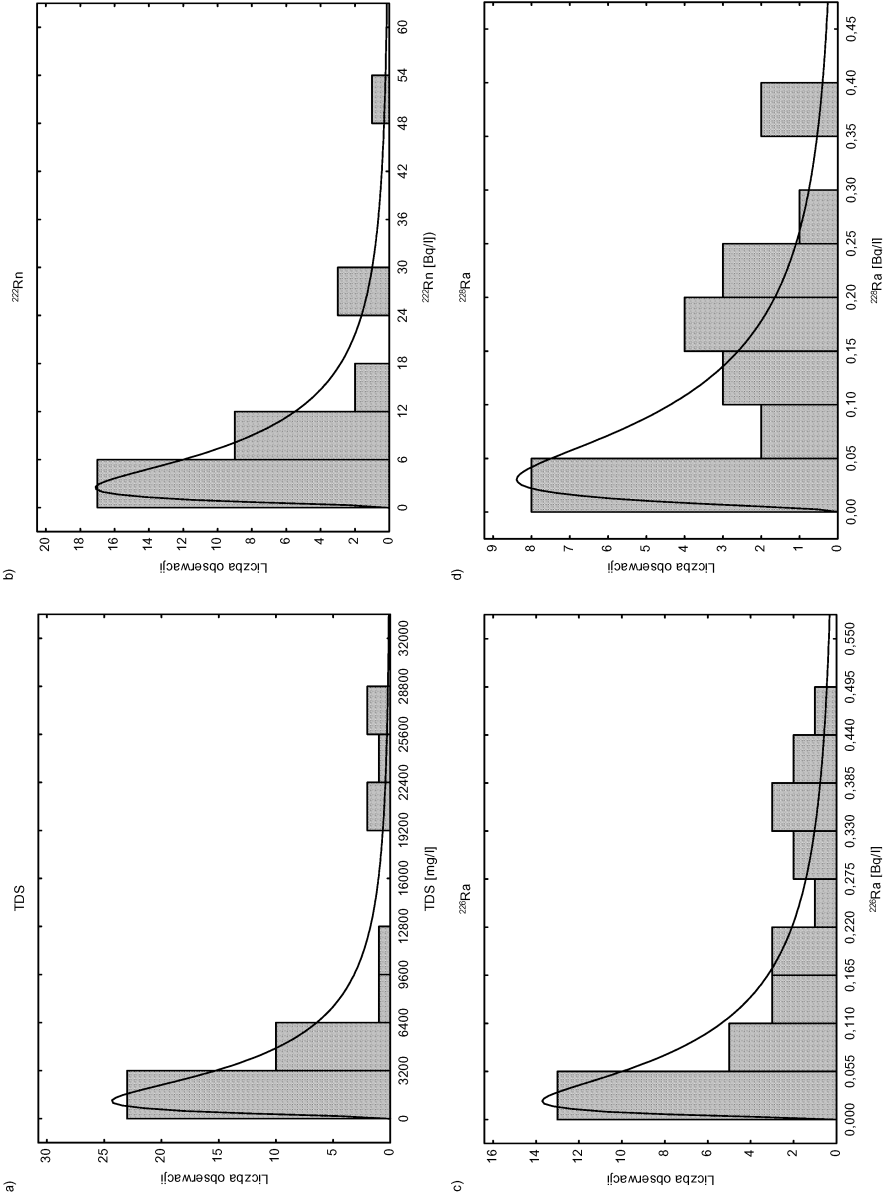 a)
TDS
Liczba obserwacji
30
20
10
0
0 3200 6400 9600 12800 16000 19200 22400 25600 28800 32000
TDS [mg/l]
b)
²²²Rn
Liczba obserwacji
20
18
16
14
12
10
8
6
4
2
0
0 6 12 18 24 30 36 42 48 54 60
²²²Rn [Bq/l])
c)
²²⁶Ra
Liczba obserwacji
16
14
12
10
8
6
4
2
0
0,000 0,055 0,110 0,165 0,220 0,275 0,330 0,385 0,440 0,495 0,550
²²⁶Ra [Bq/l]
d)
²²⁸Ra
Liczba obserwacji
9
8
7
6
5
4
3
2
1
0
0,00 0,05 0,10 0,15 0,20 0,25 0,30 0,35 0,40 0,45
²²⁸Ra [Bq/l]